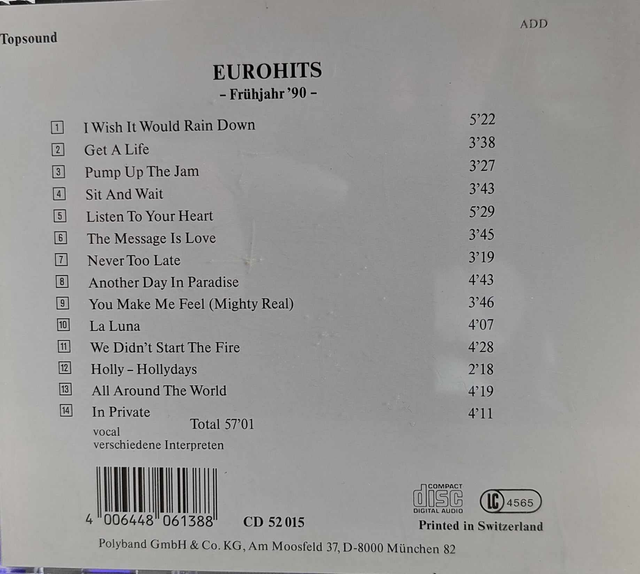 Topsound
ADD
EUROHITS
– Frühjahr '90 –
1 I Wish It Would Rain Down 5'22
2 Get A Life 3'38
3 Pump Up The Jam 3'27
4 Sit And Wait 3'43
5 Listen To Your Heart 5'29
6 The Message Is Love 3'45
7 Never Too Late 3'19
8 Another Day In Paradise 4'43
9 You Make Me Feel (Mighty Real) 3'46
10 La Luna 4'07
11 We Didn't Start The Fire 4'28
12 Holly – Hollydays 2'18
13 All Around The World 4'19
14 In Private 4'11
Total 57'01
vocal
verschiedene Interpreten
4 006448 061388
CD 52 015
COMPACT
disc
DIGITAL AUDIO
LC 4565
Printed in Switzerland
Polyband GmbH & Co. KG, Am Moosfeld 37, D-8000 München 82